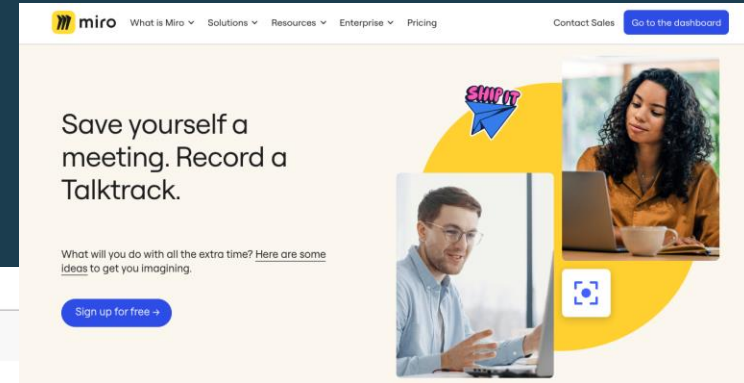 miro What is Miro Solutions Resources Enterprise Pricing Contact Sales Go to the dashboard
SHIP IT
Save yourself a
meeting. Record a
Talktrack.
What will you do with all the extra time? Here are some
ideas to get you imagining.
Sign up for free →